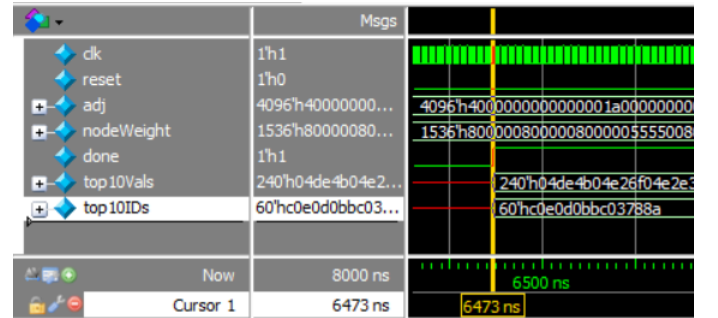 Msgs
clk 1'h1
reset 1'h0
adj 4096'h40000000... 4096'h400000000000001a00000000
nodeWeight 1536'h80000080... 1536'h8000008000008000005555008
done 1'h1
top10Vals 240'h04de4b04e2... 240'h04de4b04e26f04e2e3
top10IDs 60'hc0e0d0bbc03... 60'hc0e0d0bbc03788a
Now 8000 ns 6500 ns
Cursor 1 6473 ns 6473 ns